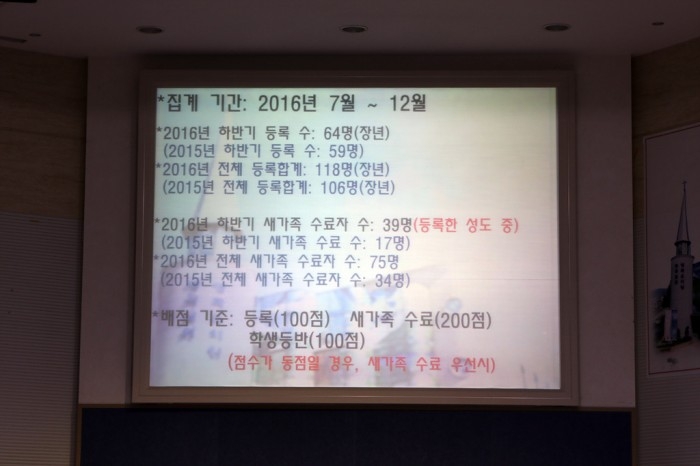 *집계 기간: 2016년 7월 ~ 12월
*2016년 하반기 등록 수: 64명(장년)
(2015년 하반기 등록 수: 59명)
*2016년 전체 등록합계: 118명(장년)
(2015년 전체 등록합계: 106명(장년)
*2016년 하반기 새가족 수료자 수: 39명(등록한 성도 중)
(2015년 하반기 새가족 수료 수: 17명)
*2016년 전체 새가족 수료자 수: 75명
(2015년 전체 새가족 수료자 수: 34명)
*배점 기준: 등록(100점) 새가족 수료(200점)
학생등반(100점)
(점수가 동점일 경우, 새가족 수료 우선시)